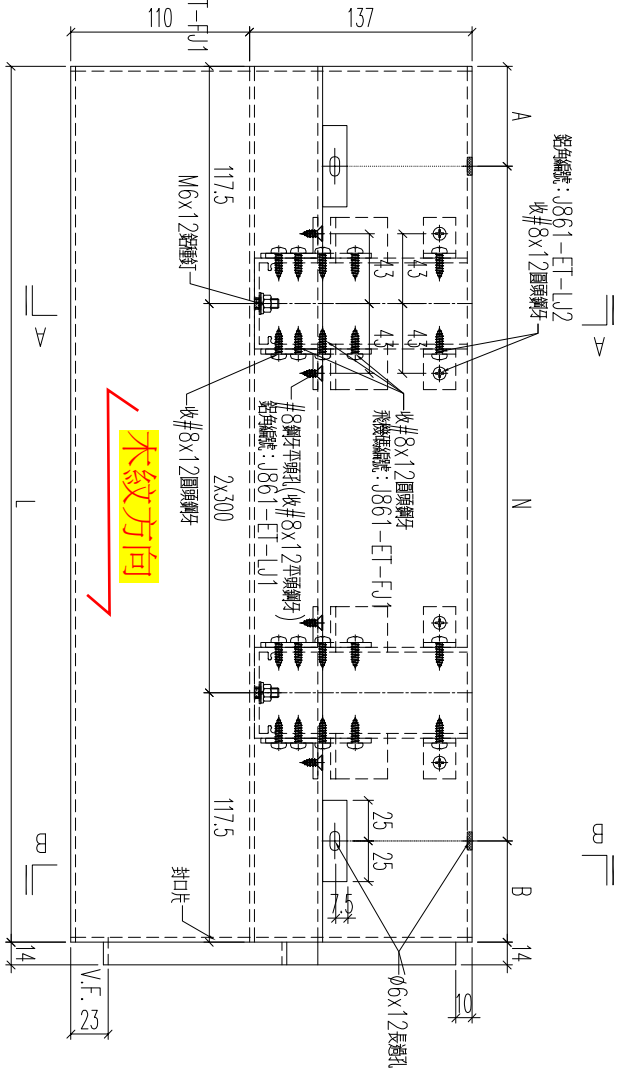 110
137
T-FJ1
A
鋁角編號：J861-ET-LJ2
收#8x12圓頭鋼牙
117.5
M6x12鋁種釘
43
43
43
43
A
A
收#8x12圓頭鋼牙
飛機碼編號：J861-ET-FJ1
#8鋼牙平頭孔(收#8x12平頭鋼牙)
鋁角編號：J861-ET-LJ1
2x300
收#8x12圓頭鋼牙
木紋方向
L
N
25
25
7.5
117.5
封口片
B
B
B
14
14
V.F.
23
10
Ø6x12長過孔